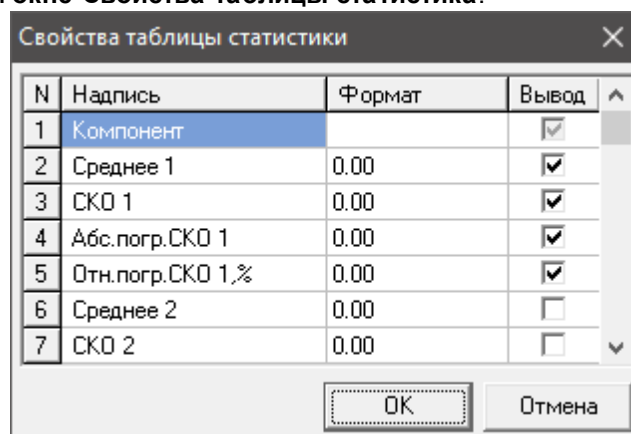 окно Свойства таблицы статистика:
Свойства таблицы статистики
N Надпись Формат Вывод
1 Компонент
2 Среднее 1 0.00
3 СКО 1 0.00
4 Абс.погр.СКО 1 0.00
5 Отн.погр.СКО 1,% 0.00
6 Среднее 2 0.00
7 СКО 2 0.00
OK Отмена